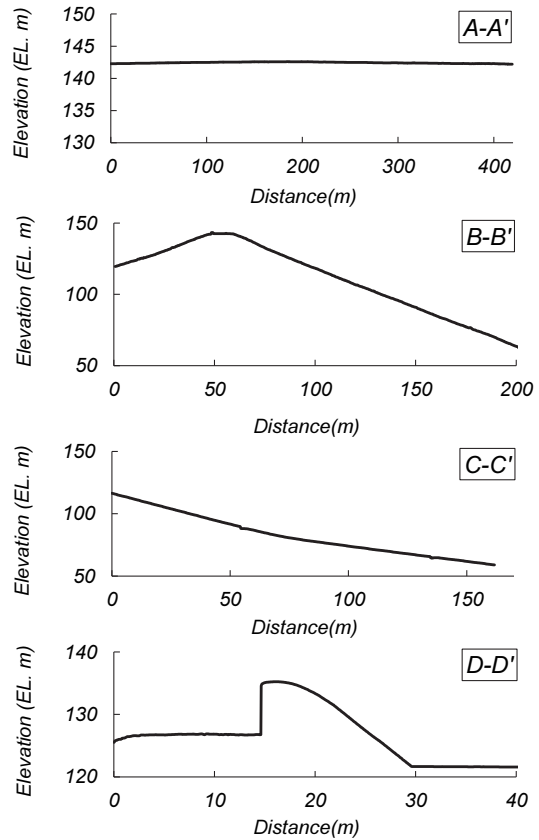 A-A'
Elevation (EL. m)
150
145
140
135
130
0 100 200 300 400
Distance(m)
B-B'
Elevation (EL. m)
150
100
50
0 50 100 150 200
Distance(m)
C-C'
Elevation (EL. m)
150
100
50
0 50 100 150
Distance(m)
D-D'
Elevation (EL. m)
140
130
120
0 10 20 30 40
Distance(m)